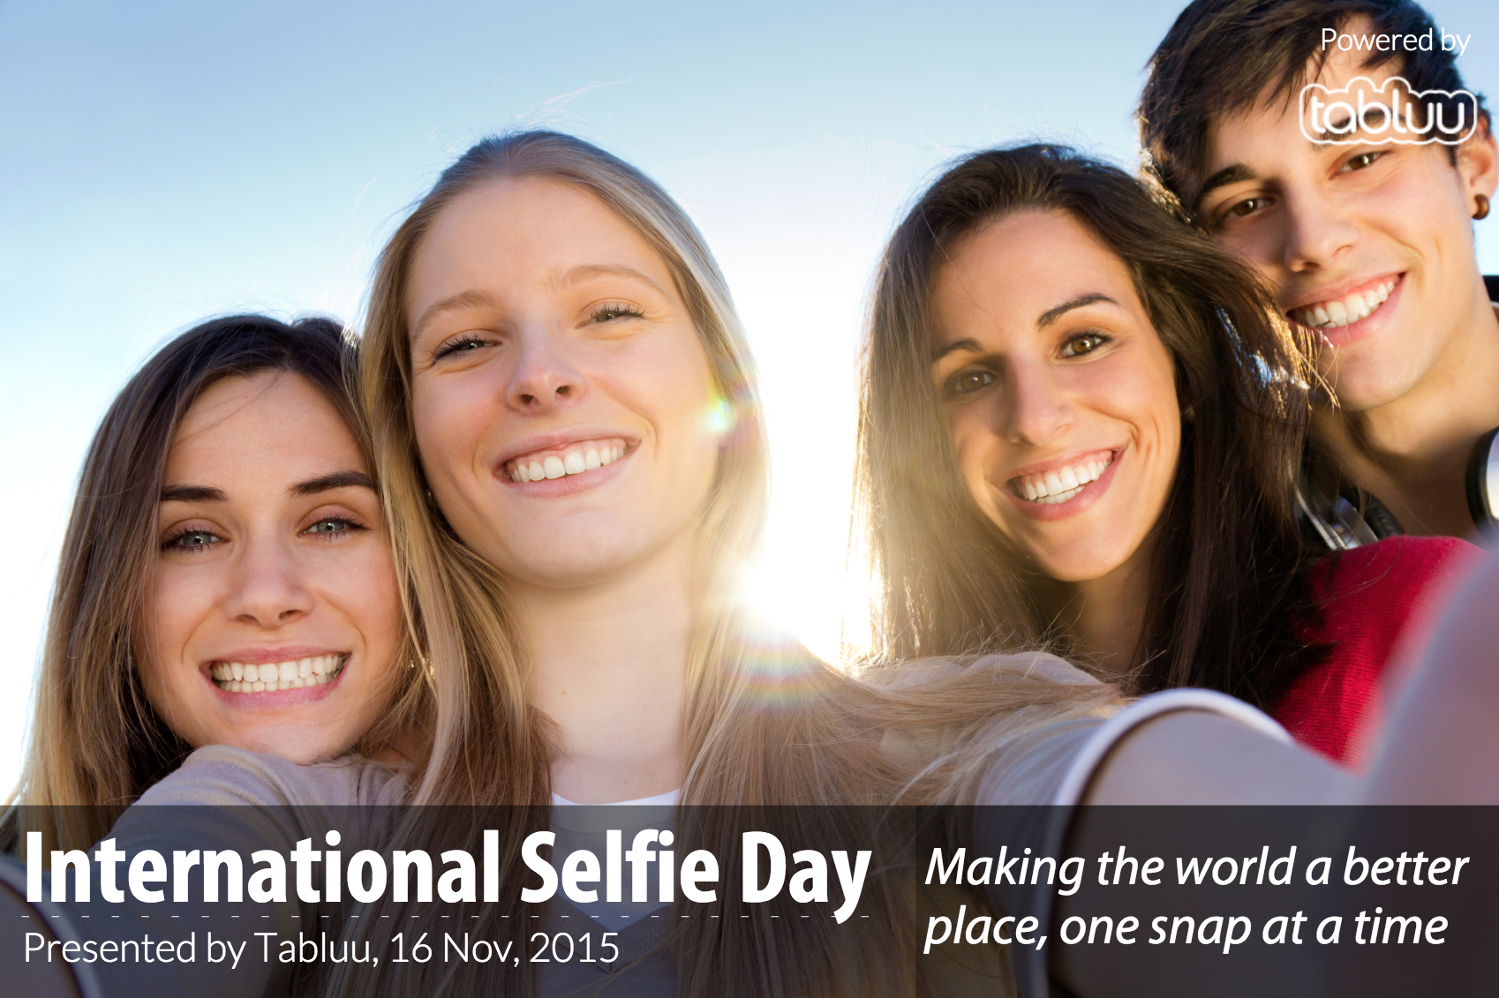 Powered by
tabluu
International Selfie Day
Presented by Tabluu, 16 Nov, 2015
Making the world a better
place, one snap at a time